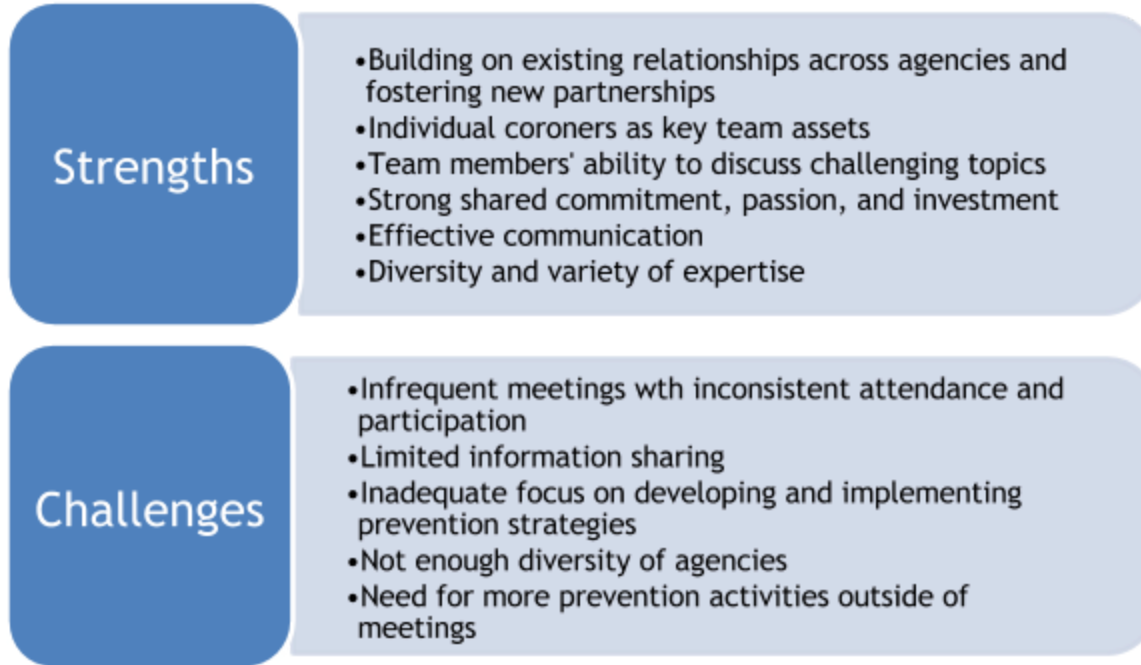 Strengths
•Building on existing relationships across agencies and
fostering new partnerships
•Individual coroners as key team assets
•Team members' ability to discuss challenging topics
•Strong shared commitment, passion, and investment
•Effiective communication
•Diversity and variety of expertise
Challenges
•Infrequent meetings wth inconsistent attendance and
participation
•Limited information sharing
•Inadequate focus on developing and implementing
prevention strategies
•Not enough diversity of agencies
•Need for more prevention activities outside of
meetings